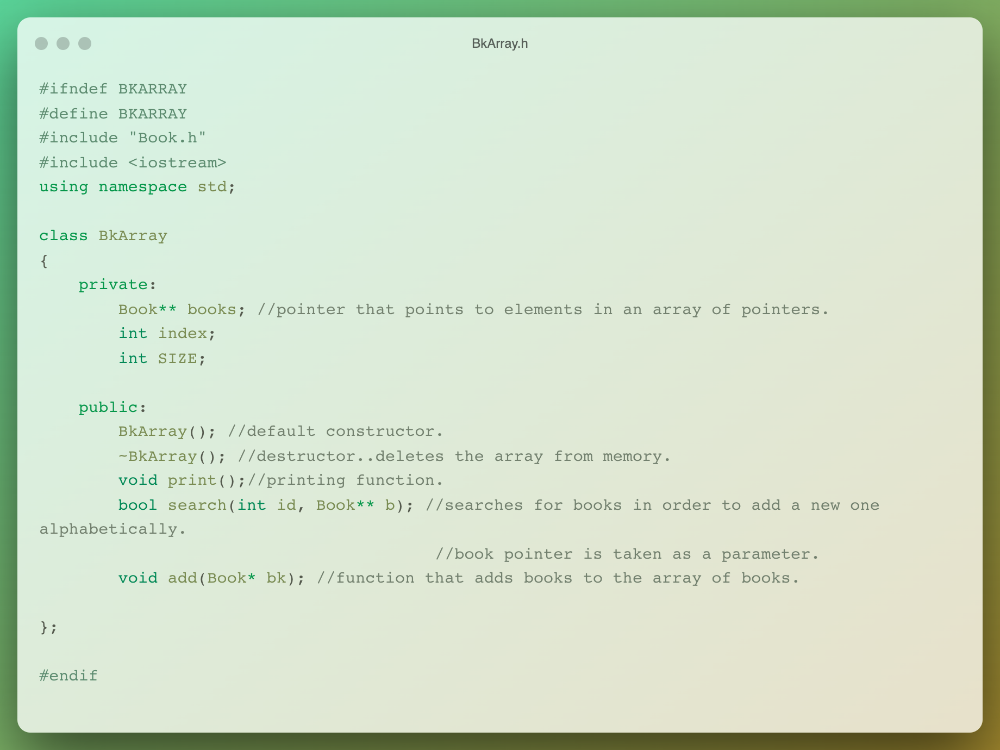 BkArray.h
#ifndef BKARRAY
#define BKARRAY
#include "Book.h"
#include <iostream>
using namespace std;
class BkArray
{
private:
Book** books; //pointer that points to elements in an array of pointers.
int index;
int SIZE;
public:
BkArray(); //default constructor.
~BkArray(); //destructor..deletes the array from memory.
void print();//printing function.
bool search(int id, Book** b); //searches for books in order to add a new one
alphabetically.
//book pointer is taken as a parameter.
void add(Book* bk); //function that adds books to the array of books.
};
#endif